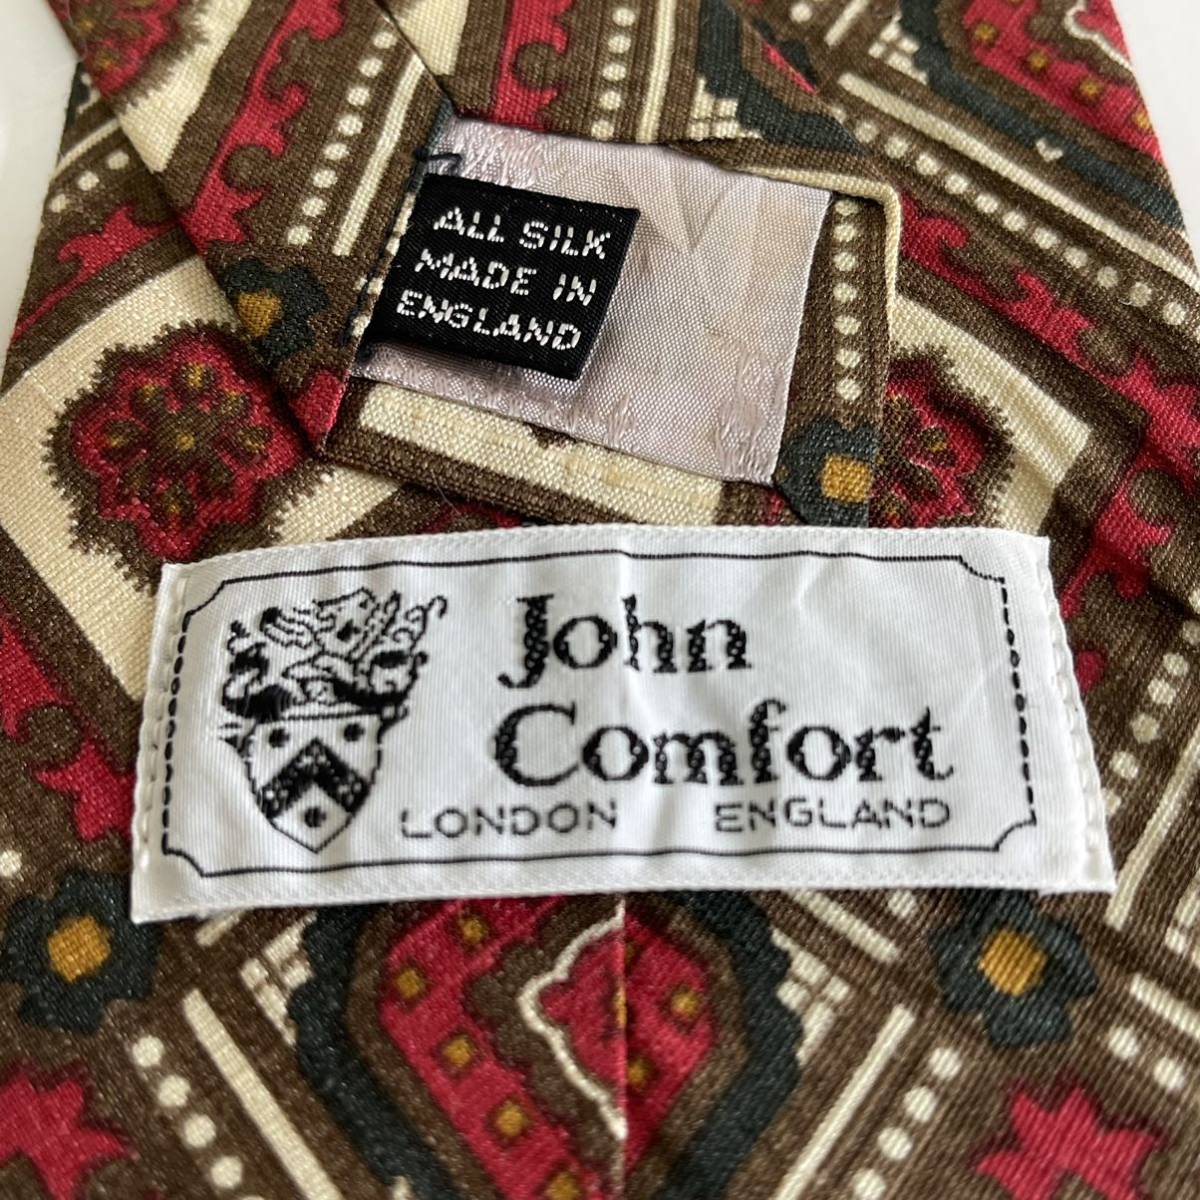 ALL SILK
MADE IN
ENGLAND
John
Comfort
LONDON ENGLAND